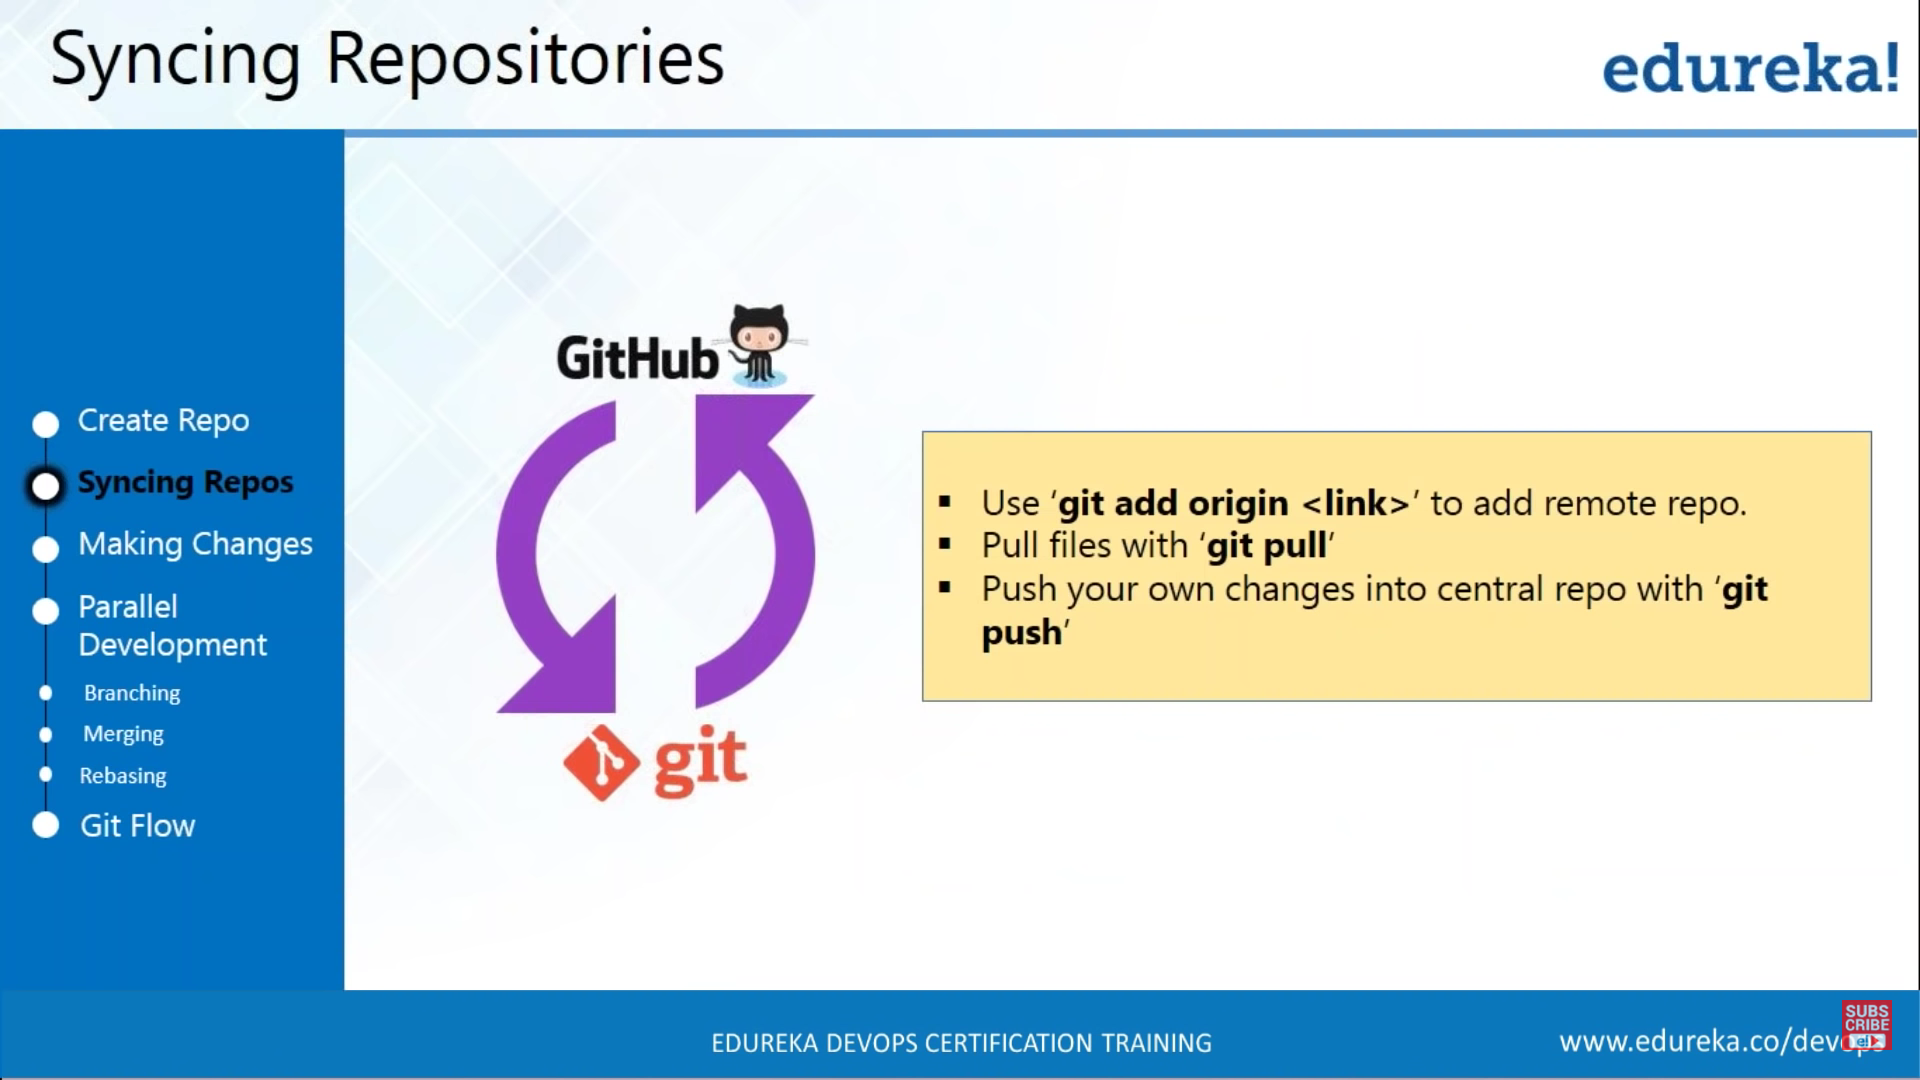 Syncing Repositories
edureka!
Create Repo
Syncing Repos
Making Changes
Parallel
Development
Branching
Merging
Rebasing
Git Flow
GitHub
git
▪ Use ‘git add origin <link>’ to add remote repo.
▪ Pull files with ‘git pull’
▪ Push your own changes into central repo with ‘git
push’
EDUREKA DEVOPS CERTIFICATION TRAINING
www.edureka.co/devops
SUBS
CRIBE